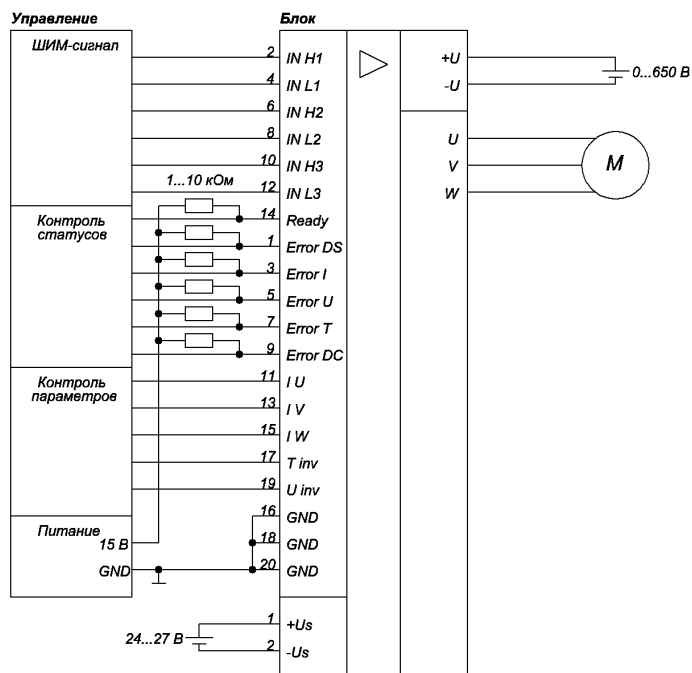 Управление
Блок
ШИМ-сигнал
2 IN H1
+U
0...650 В
4 IN L1
-U
6 IN H2
8 IN L2
U
10 IN H3
V
M
1...10 кОм
12 IN L3
W
Контроль
статусов
14 Ready
1 Error DS
3 Error I
5 Error U
7 Error T
9 Error DC
Контроль
параметров
11 I U
13 I V
15 I W
17 T inv
19 U inv
Питание
16 GND
15 В
18 GND
GND
20 GND
24...27 В
1 +Us
2 -Us